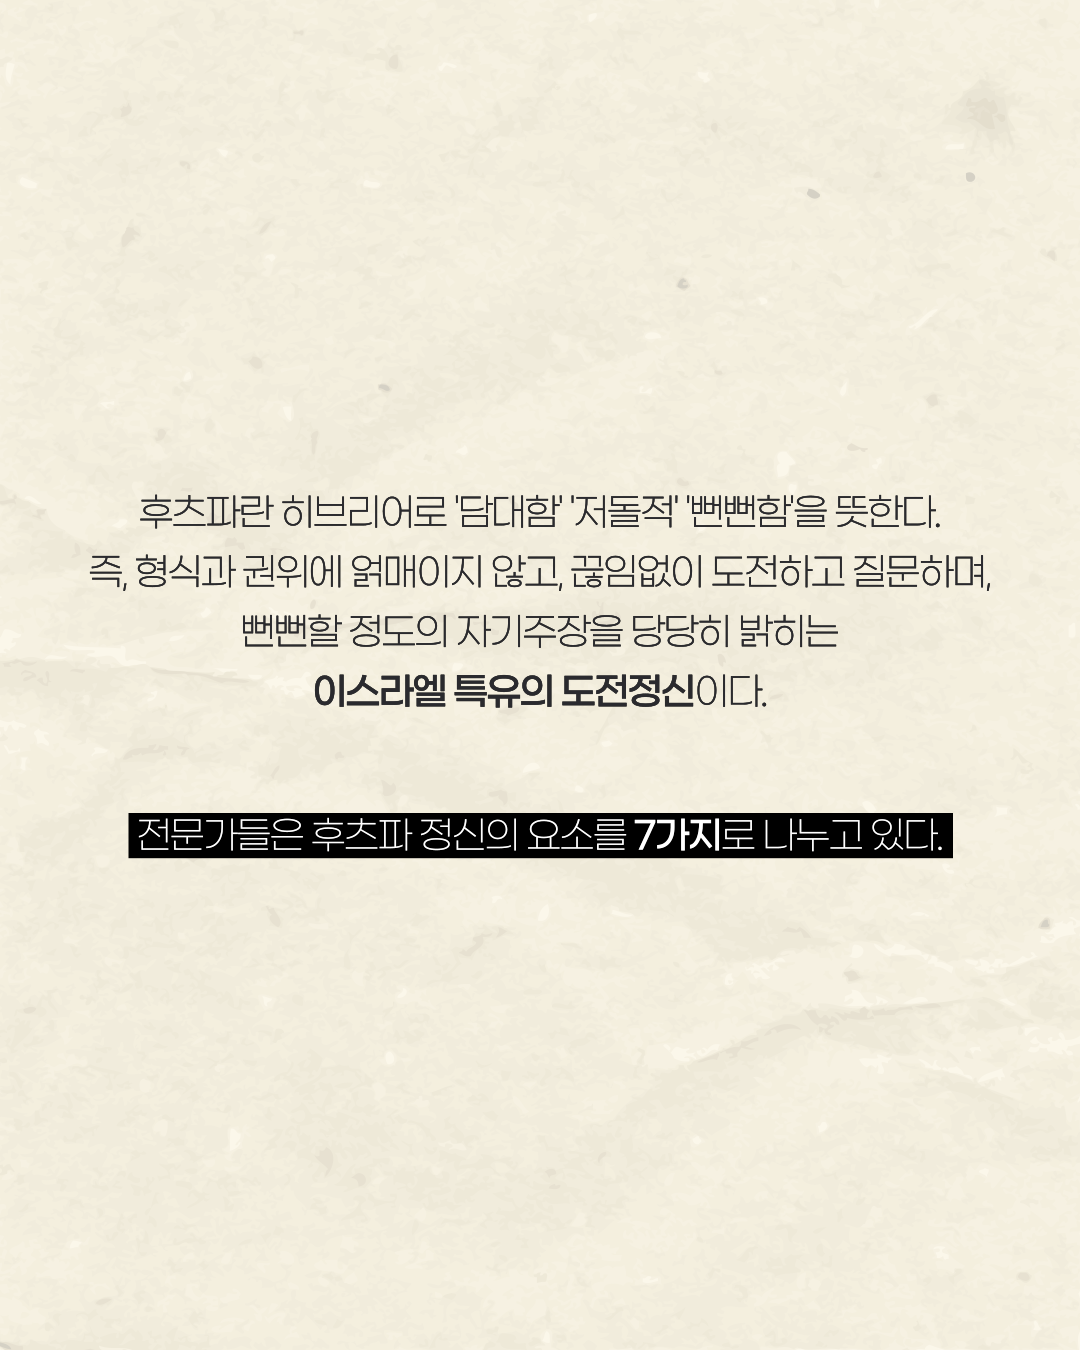 후츠파란 히브리어로 '담대함' '저돌적' '뻔뻔함'을 뜻한다.
즉, 형식과 권위에 얽매이지 않고, 끊임없이 도전하고 질문하며,
뻔뻔할 정도의 자기주장을 당당히 밝히는
이스라엘 특유의 도전정신이다.
전문가들은 후츠파 정신의 요소를 7가지로 나누고 있다.